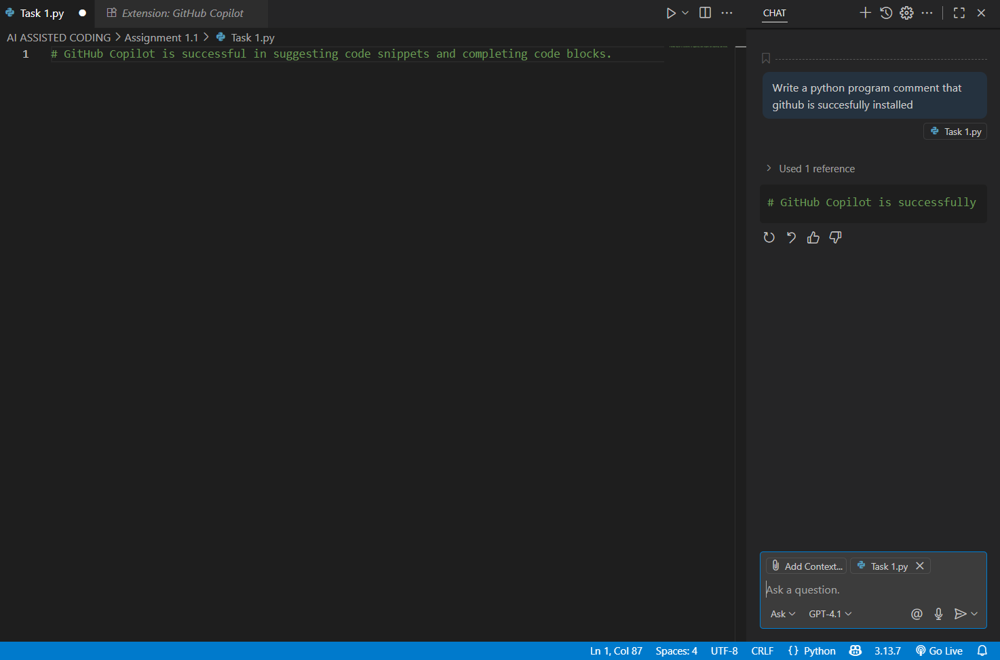 Task 1.py
Extension: GitHub Copilot
CHAT
AI ASSISTED CODING > Assignment 1.1 > Task 1.py
1 # GitHub Copilot is successful in suggesting code snippets and completing code blocks.
Write a python program comment that
github is succesfully installed
Task 1.py
Used 1 reference
# GitHub Copilot is successfully
Add Context...
Task 1.py
Ask a question.
Ask
GPT-4.1
Ln 1, Col 87
Spaces: 4
UTF-8
CRLF
{} Python
3.13.7
Go Live